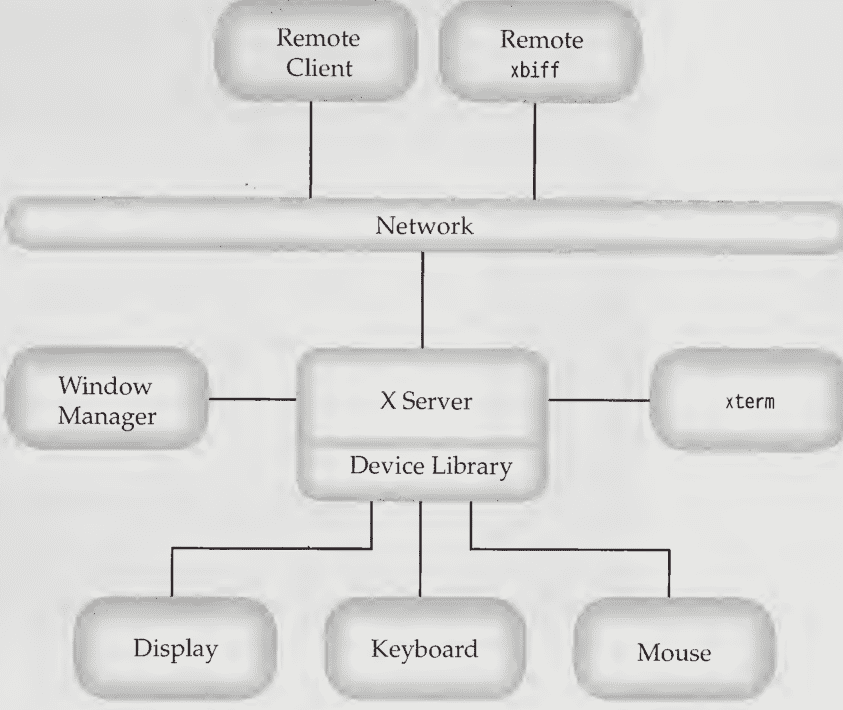 Remote
Client
Remote
xbiff
Network
Window
Manager
X Server
xterm
Device Library
Display
Keyboard
Mouse